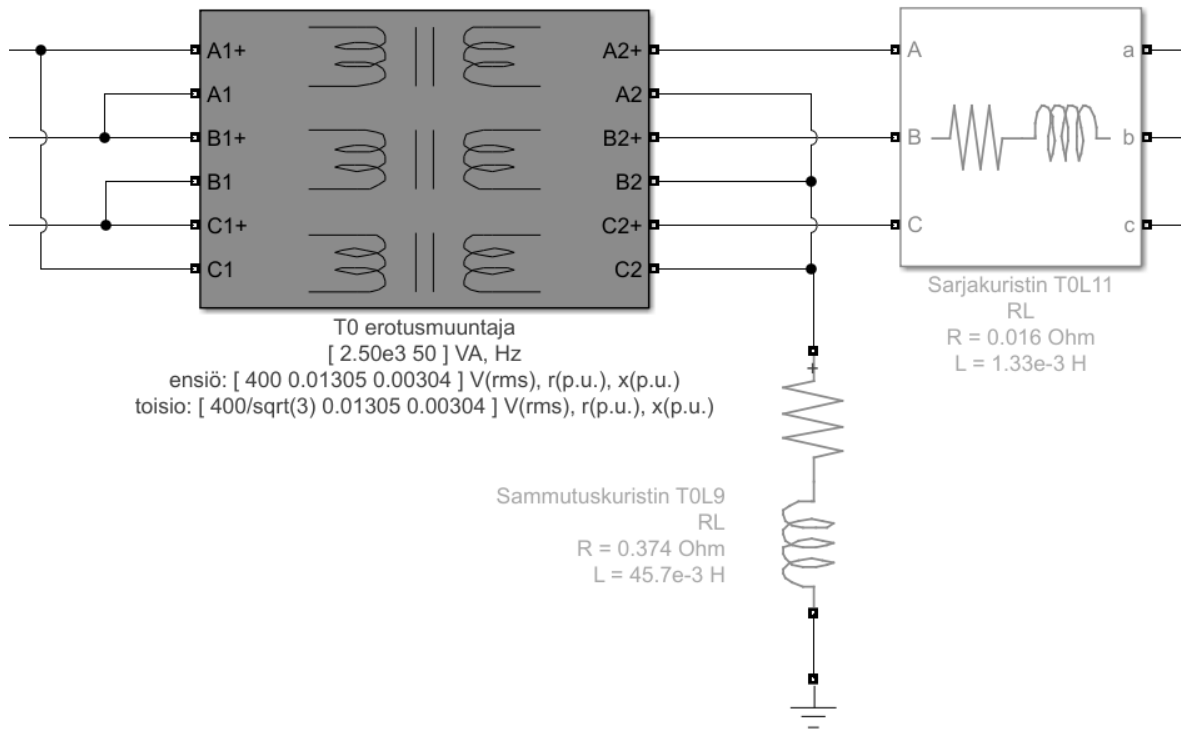 A1+
A1
B1+
B1
C1+
C1
A2+
A2
B2+
B2
C2+
C2
A
B
C
a
b
c
T0 erotusmuuntaja
[ 2.50e3 50 ] VA, Hz
ensiö: [ 400 0.01305 0.00304 ] V(rms), r(p.u.), x(p.u.)
toisio: [ 400/sqrt(3) 0.01305 0.00304 ] V(rms), r(p.u.), x(p.u.)
Sarjakuristin T0L11
RL
R = 0.016 Ohm
L = 1.33e-3 H
+
Sammutuskuristin T0L9
RL
R = 0.374 Ohm
L = 45.7e-3 H